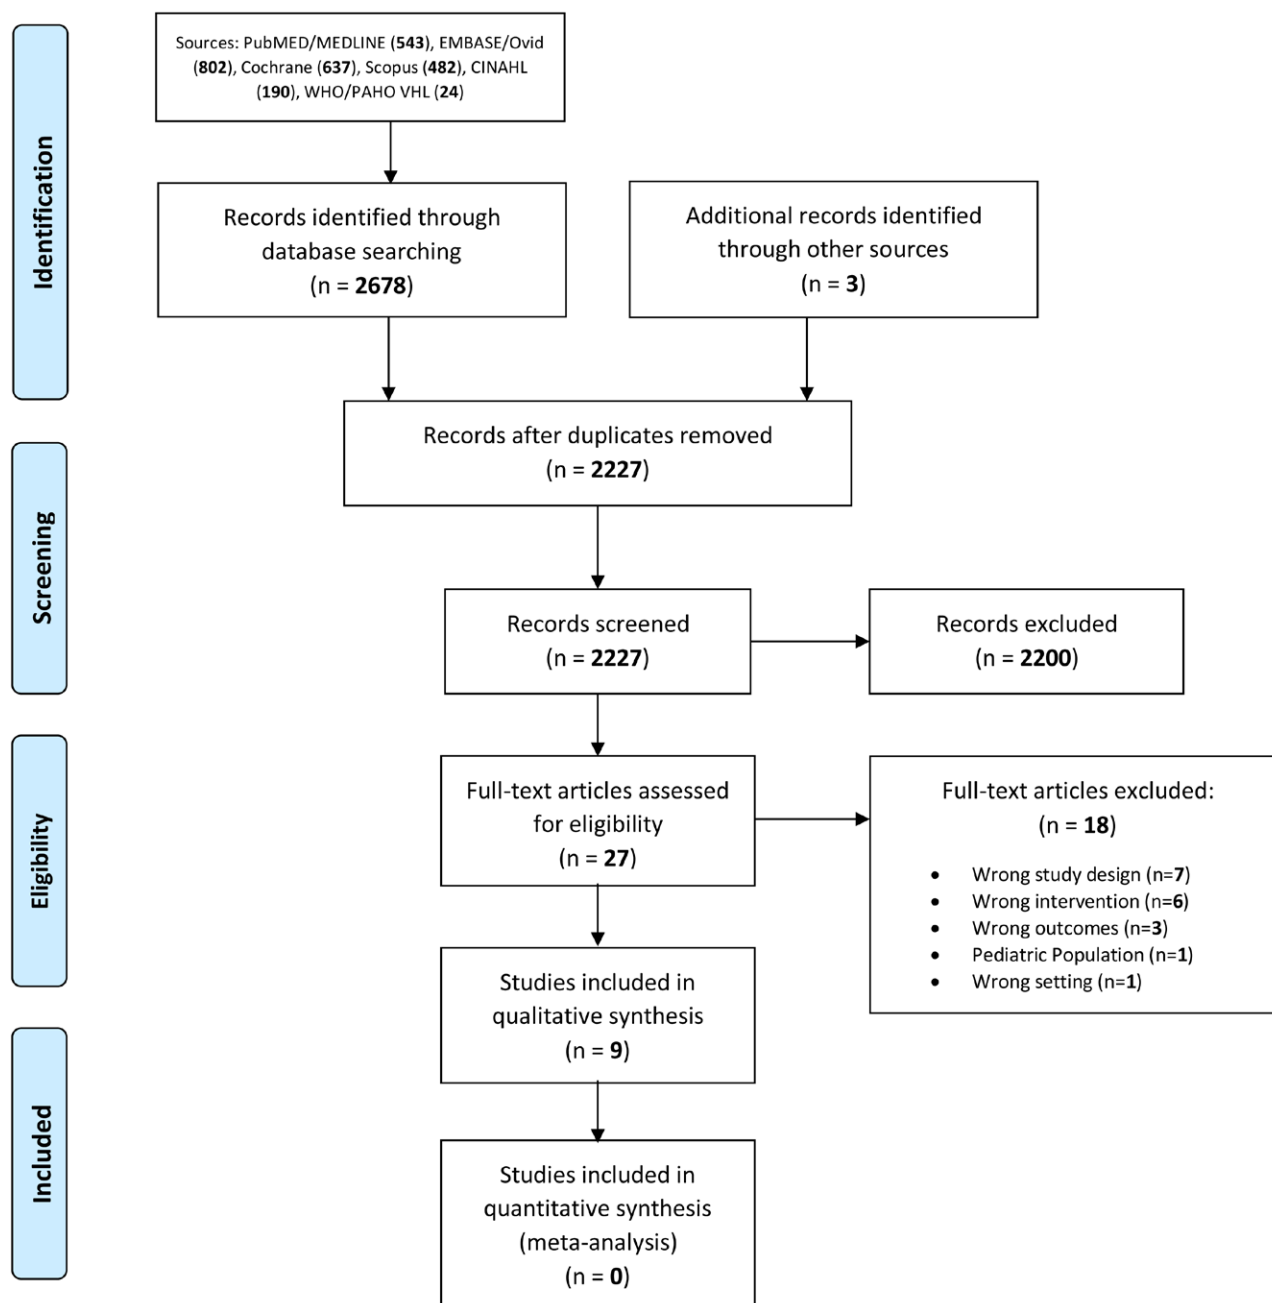 Identification
Sources: PubMED/MEDLINE (543), EMBASE/Ovid
(802), Cochrane (637), Scopus (482), CINAHL
(190), WHO/PAHO VHL (24)
Records identified through
database searching
(n = 2678)
Additional records identified
through other sources
(n = 3)
Records after duplicates removed
(n = 2227)
Screening
Records screened
(n = 2227)
Records excluded
(n = 2200)
Eligibility
Full-text articles assessed
for eligibility
(n = 27)
Full-text articles excluded:
(n = 18)
• Wrong study design (n=7)
• Wrong intervention (n=6)
• Wrong outcomes (n=3)
• Pediatric Population (n=1)
• Wrong setting (n=1)
Studies included in
qualitative synthesis
(n = 9)
Included
Studies included in
quantitative synthesis
(meta-analysis)
(n = 0)